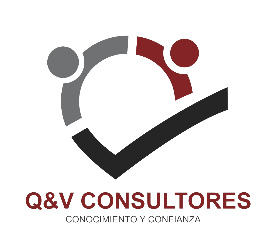 Q&V CONSULTORES
CONOCIMIENTO Y CONFIANZA